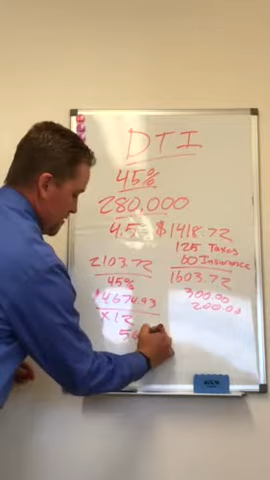 DTI
45%
280,000
4.5 = $1418.72
125 Taxes
60 Insurance
1603.72
300.00
200.00
2103.72
45%
$4674.93
x12
5